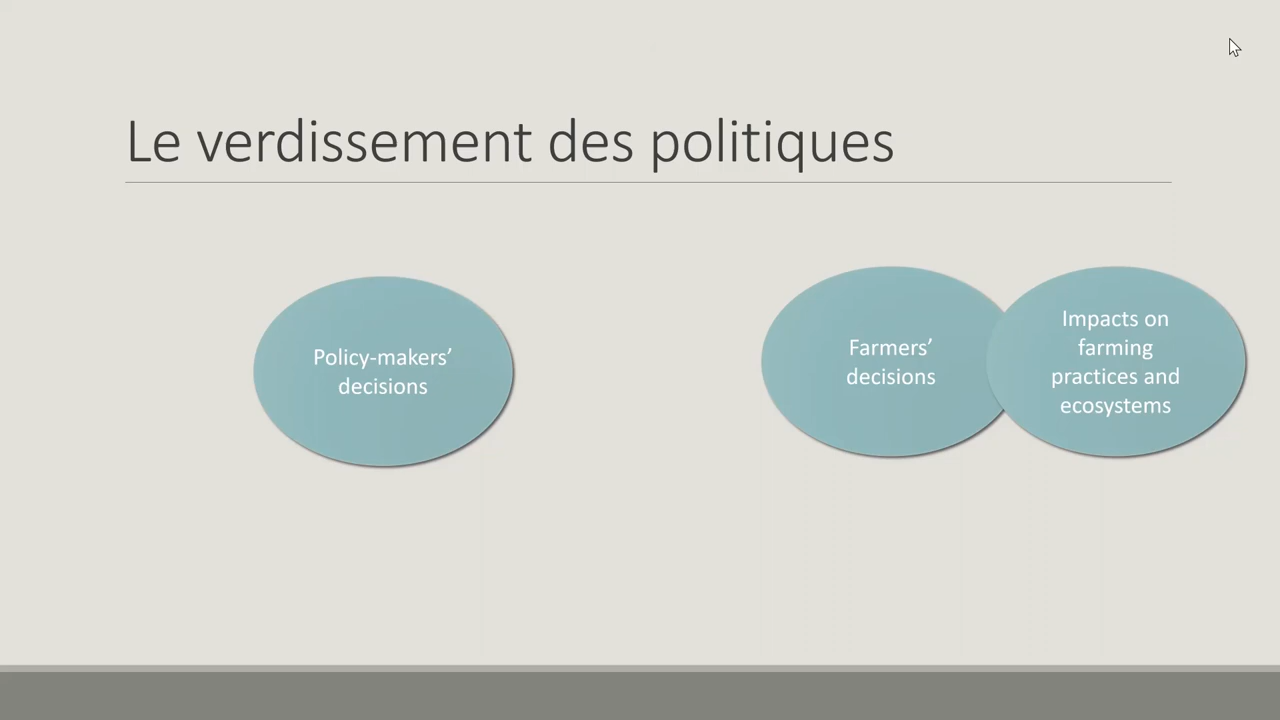 Le verdissement des politiques
Policy-makers’
decisions
Farmers’
decisions
Impacts on
farming
practices and
ecosystems